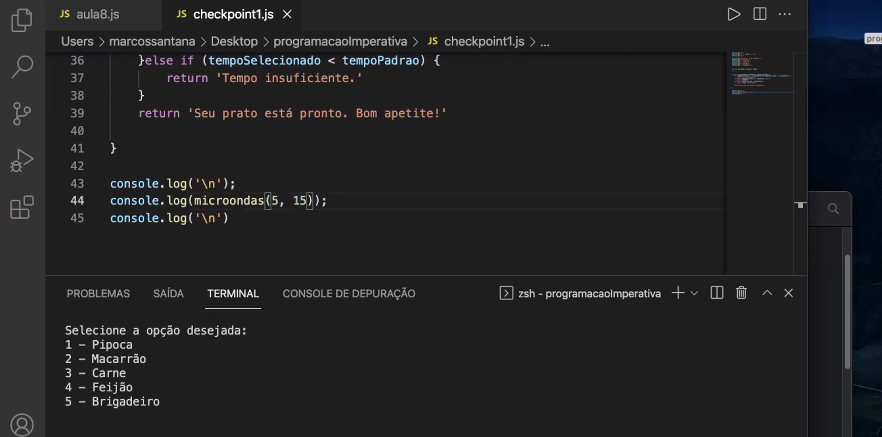 JS aula8.js JS checkpoint1.js
Users > marcossantana > Desktop > programacaoImperativa > JS checkpoint1.js > ...
36 }else if (tempoSelecionado < tempoPadrao) {
37 return 'Tempo insuficiente.'
38 }
39 return 'Seu prato está pronto. Bom apetite!'
40
41 }
42
43 console.log('\n');
44 console.log(microondas(5, 15));
45 console.log('\n')
PROBLEMAS SAÍDA TERMINAL CONSOLE DE DEPURAÇÃO zsh - programacaoImperativa
Selecione a opção desejada:
1 - Pipoca
2 - Macarrão
3 - Carne
4 - Feijão
5 - Brigadeiro